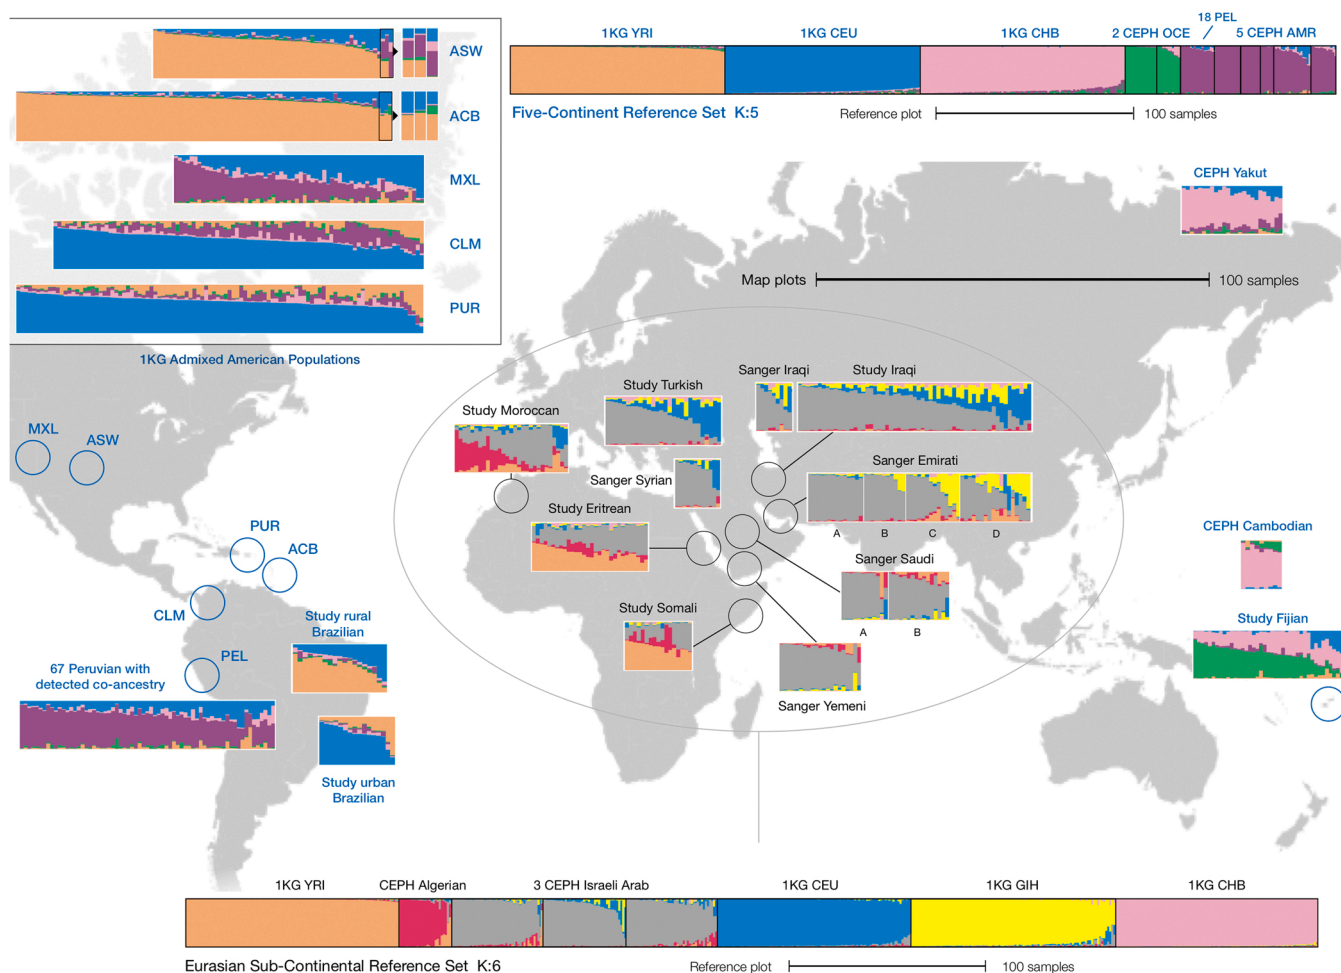 ASW
ACB
MXL
CLM
PUR
1KG Admixed American Populations
1KG YRI
1KG CEU
1KG CHB
2 CEPH OCE
18 PEL
5 CEPH AMR
Five-Continent Reference Set K:5
Reference plot
100 samples
CEPH Yakut
Map plots
100 samples
MXL
ASW
PUR
ACB
CLM
PEL
Study rural
Brazilian
67 Peruvian with
detected co-ancestry
Study urban
Brazilian
Study Moroccan
Study Turkish
Sanger Iraqi
Study Iraqi
Sanger Syrian
Sanger Emirati
A
B
C
D
Study Eritrean
Sanger Saudi
A
B
Study Somali
Sanger Yemeni
CEPH Cambodian
Study Fijian
1KG YRI
CEPH Algerian
3 CEPH Israeli Arab
1KG CEU
1KG GIH
1KG CHB
Eurasian Sub-Continental Reference Set K:6
Reference plot
100 samples